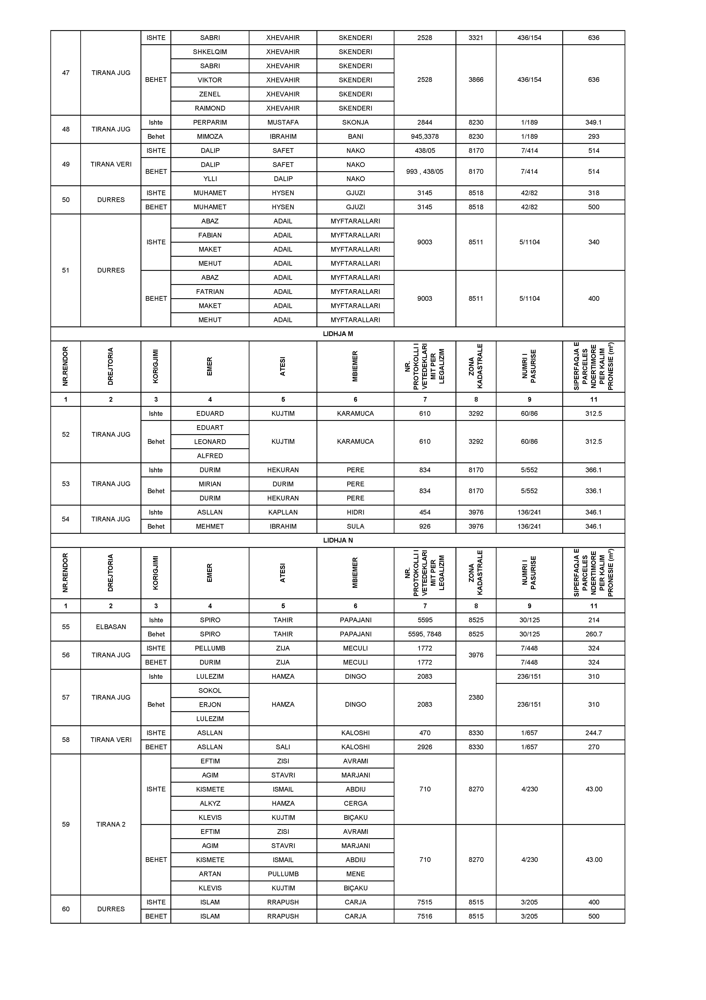 47 TIRANA JUG ISHTE SABRI XHEVAHIR SKENDERI 2528 3321 436/154 636
BEHET SHKELQIM XHEVAHIR SKENDERI 2528 3866 436/154 636
SABRI XHEVAHIR SKENDERI
VIKTOR XHEVAHIR SKENDERI
ZENEL XHEVAHIR SKENDERI
RAIMOND XHEVAHIR SKENDERI
48 TIRANA JUG Ishte PERPARIM MUSTAFA SKONJA 2844 8230 1/189 349.1
Behet MIMOZA IBRAHIM BANI 945,3378 8230 1/189 293
49 TIRANA VERI ISHTE DALIP SAFET NAKO 438/05 8170 7/414 514
BEHET DALIP SAFET NAKO 993 , 438/05 8170 7/414 514
YLLI DALIP NAKO
50 DURRES ISHTE MUHAMET HYSEN GJUZI 3145 8518 42/82 318
BEHET MUHAMET HYSEN GJUZI 3145 8518 42/82 500
51 DURRES ISHTE ABAZ ADAIL MYFTARALLARI 9003 8511 5/1104 340
FABIAN ADAIL MYFTARALLARI
MAKET ADAIL MYFTARALLARI
MEHUT ADAIL MYFTARALLARI
BEHET ABAZ ADAIL MYFTARALLARI 9003 8511 5/1104 400
FATRIAN ADAIL MYFTARALLARI
MAKET ADAIL MYFTARALLARI
MEHUT ADAIL MYFTARALLARI
LIDHJA M
NR.RENDOR
DREJTORIA
KORIGJIMI
EMER
ATESI
MBIEMER
NR.
PROTOKOLLI I
VETEDEKLARI
MIT PER
LEGALIZIM
ZONA
KADASTRALE
NUMRI I
PASURISE
SIPERFAQJA E
PARCELES
NDERTIMORE
PER KALIM
PRONESIE (m²)
1 2 3 4 5 6 7 8 9 11
52 TIRANA JUG Ishte EDUARD KUJTIM KARAMUCA 610 3292 60/86 312.5
Behet EDUART KUJTIM KARAMUCA 610 3292 60/86 312.5
LEONARD
ALFRED
53 TIRANA JUG Ishte DURIM HEKURAN PERE 834 8170 5/552 366.1
Behet MIRIAN DURIM PERE 834 8170 5/552 336.1
DURIM HEKURAN PERE
54 TIRANA JUG Ishte ASLLAN KAPLLAN HIDRI 454 3976 136/241 346.1
Behet MEHMET IBRAHIM SULA 926 3976 136/241 346.1
LIDHJA N
NR.RENDOR
DREJTORIA
KORIGJIMI
EMER
ATESI
MBIEMER
NR.
PROTOKOLLI I
VETEDEKLARI
MIT PER
LEGALIZIM
ZONA
KADASTRALE
NUMRI I
PASURISE
SIPERFAQJA E
PARCELES
NDERTIMORE
PER KALIM
PRONESIE (m²)
1 2 3 4 5 6 7 8 9 11
55 ELBASAN Ishte SPIRO TAHIR PAPAJANI 5595 8525 30/125 214
Behet SPIRO TAHIR PAPAJANI 5595, 7848 8525 30/125 260.7
56 TIRANA JUG ISHTE PELLUMB ZIJA MECULI 1772 3976 7/448 324
BEHET DURIM ZIJA MECULI 1772 7/448 324
57 TIRANA JUG Ishte LULEZIM HAMZA DINGO 2083 2380 236/151 310
Behet SOKOL HAMZA DINGO 2083 236/151 310
ERJON
LULEZIM
58 TIRANA VERI ISHTE ASLLAN KALOSHI 470 8330 1/657 244.7
BEHET ASLLAN SALI KALOSHI 2926 8330 1/657 270
59 TIRANA 2 ISHTE EFTIM ZISI AVRAMI 710 8270 4/230 43.00
AGIM STAVRI MARJANI
KISMETE ISMAIL ABDIU
ALKYZ HAMZA CERGA
KLEVIS KUJTIM BIÇAKU
BEHET EFTIM ZISI AVRAMI 710 8270 4/230 43.00
AGIM STAVRI MARJANI
KISMETE ISMAIL ABDIU
ARTAN PULLUMB MENE
KLEVIS KUJTIM BIÇAKU
60 DURRES ISHTE ISLAM RRAPUSH CARJA 7515 8515 3/205 400
BEHET ISLAM RRAPUSH CARJA 7516 8515 3/205 500